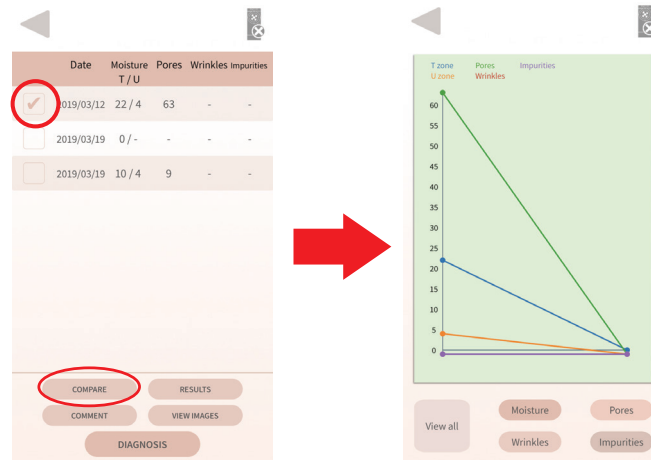 Date Moisture Pores Wrinkles Impurities
T / U
2019/03/12 22 / 4 63 - -
2019/03/19 0 / - - - -
2019/03/19 10 / 4 9 - -
COMPARE RESULTS
COMMENT VIEW IMAGES
DIAGNOSIS
T zone Pores Impurities
U zone Wrinkles
60
55
50
45
40
35
30
25
20
15
10
5
0
View all
Moisture Pores
Wrinkles Impurities